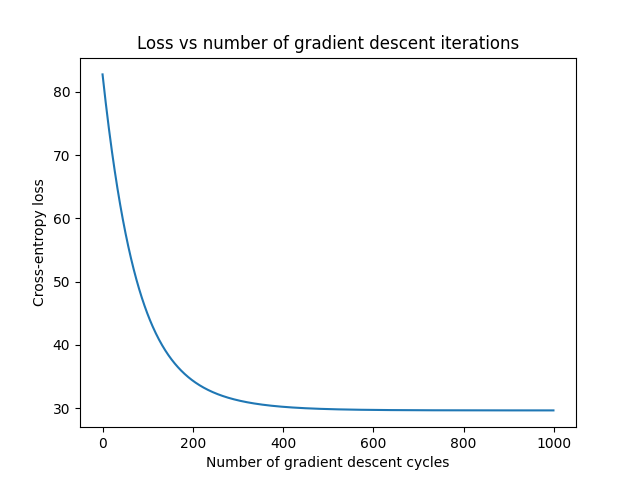 Loss vs number of gradient descent iterations
80
70
60
50
40
30
Cross-entropy loss
0 200 400 600 800 1000
Number of gradient descent cycles